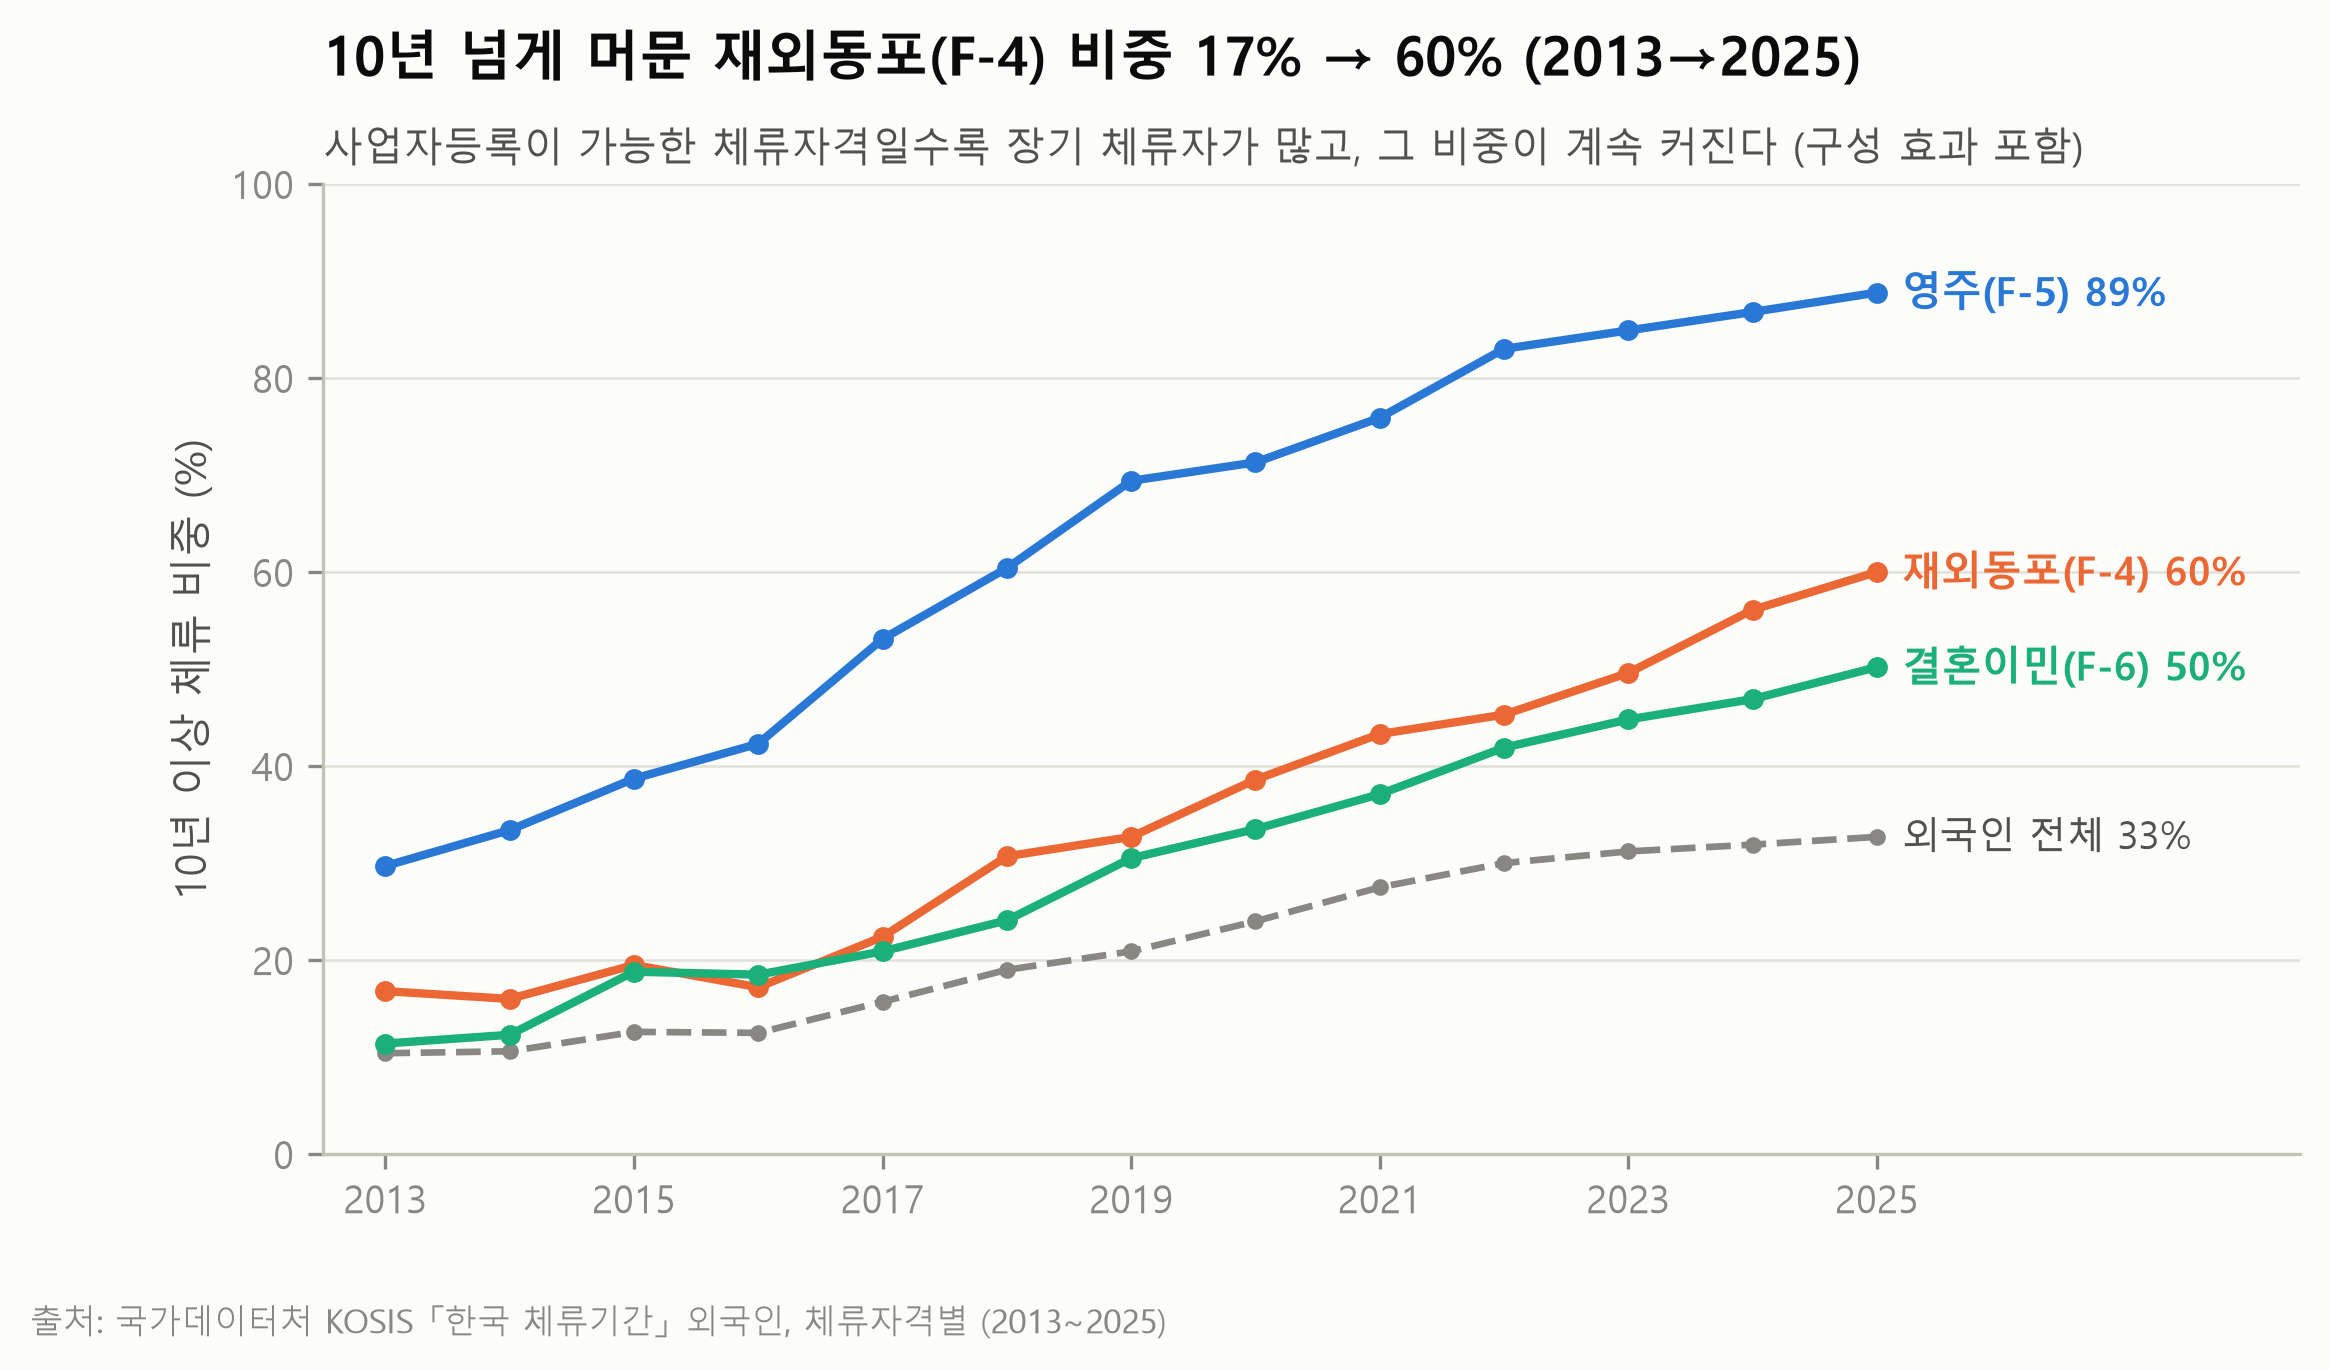 10년 넘게 머문 재외동포(F-4) 비중 17% → 60% (2013→2025)
사업자등록이 가능한 체류자격일수록 장기 체류자가 많고, 그 비중이 계속 커진다 (구성 효과 포함)
10년 이상 체류 비중 (%)
100
80
60
40
20
0
영주(F-5) 89%
재외동포(F-4) 60%
결혼이민(F-6) 50%
외국인 전체 33%
2013 2015 2017 2019 2021 2023 2025
출처: 국가데이터처 KOSIS 「한국 체류기간」 외국인, 체류자격별 (2013~2025)